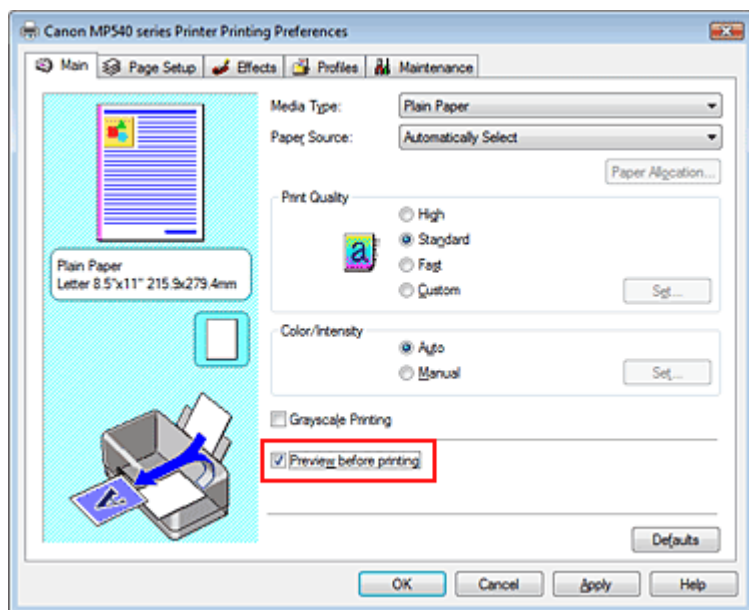 Canon MP540 series Printer Printing Preferences
Main Page Setup Effects Profiles Maintenance
Media Type: Plain Paper
Paper Source: Automatically Select
Paper Allocation...
Print Quality
High
a Standard
Fast
Custom Set...
Plain Paper
Letter 8.5"x11" 215.9x279.4mm
Color/Intensity
Auto
Manual Set...
Grayscale Printing
Preview before printing
A
Defaults
OK Cancel Apply Help